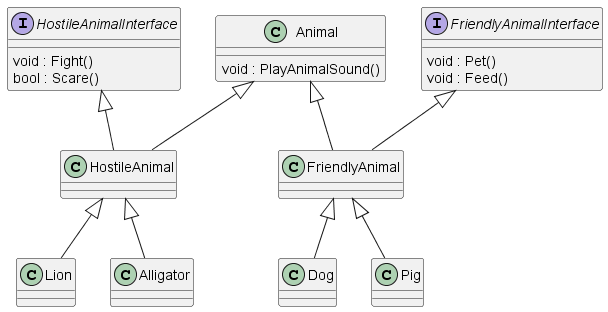 I HostileAnimalInterface
void : Fight()
bool : Scare()
C Animal
void : PlayAnimalSound()
I FriendlyAnimalInterface
void : Pet()
void : Feed()
C HostileAnimal
C FriendlyAnimal
C Lion
C Alligator
C Dog
C Pig